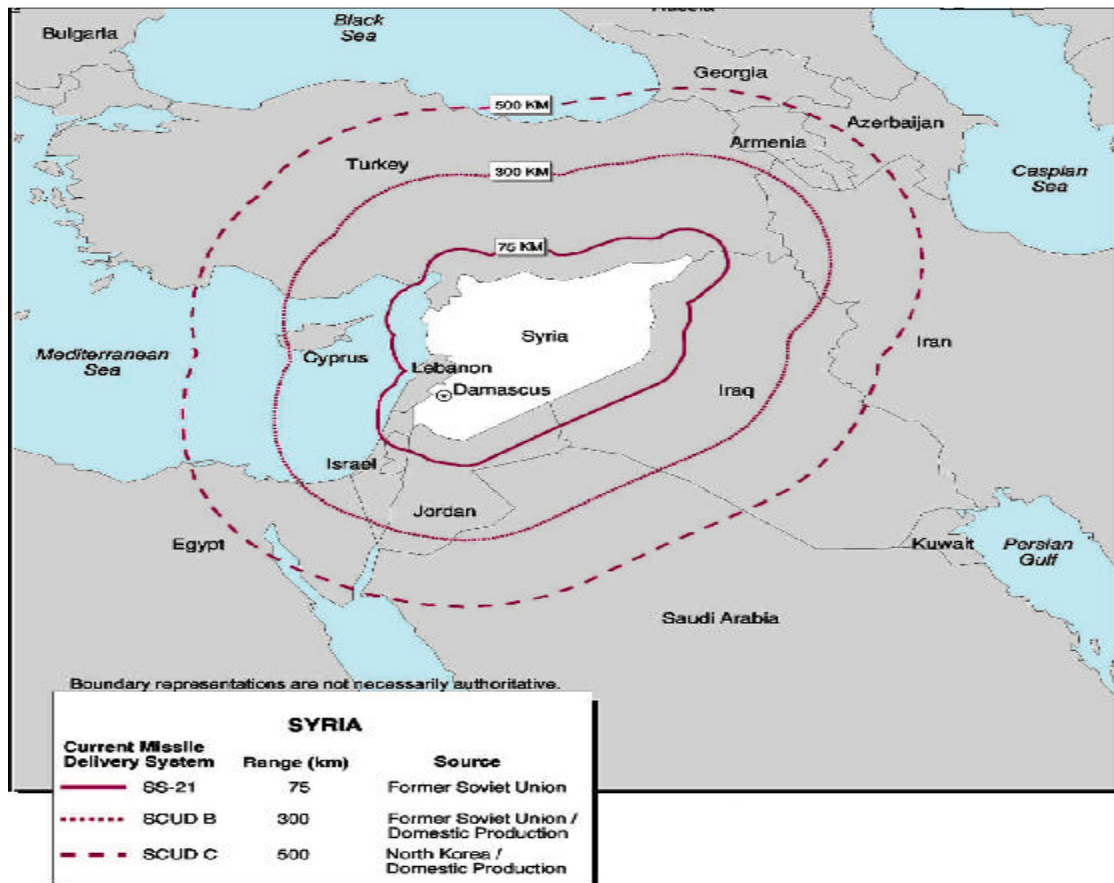 Black
Sea
Bulgaria
Georgia
500 KM
Azerbaijan
Armenia
Turkey
300 KM
Caspian
Sea
75 KM
Syria
Iran
Mediterranean
Sea
Cyprus
Lebanon
Damascus
Iraq
Israel
Jordan
Egypt
Kuwait
Persian
Gulf
Saudi Arabia
Boundary representations are not necessarily authoritative.
SYRIA
Current Missile
Delivery System Range (km) Source
SS-21 75 Former Soviet Union
SCUD B 300 Former Soviet Union /
Domestic Production
SCUD C 500 North Korea /
Domestic Production